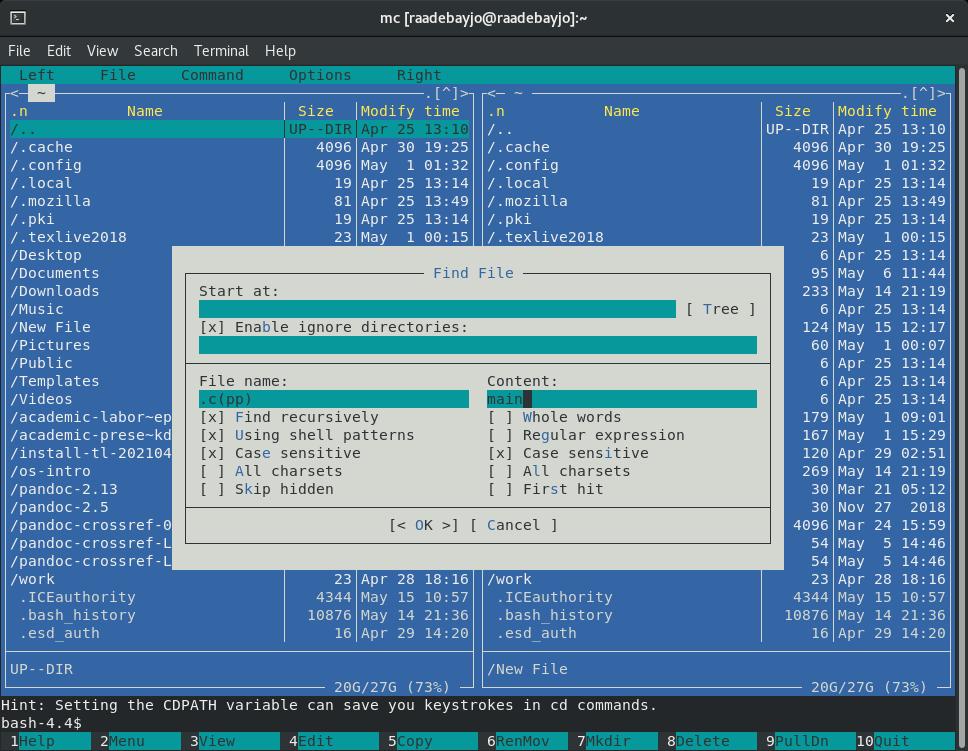 mc [raadebayjo@raadebayjo]:~
File Edit View Search Terminal Help
Left File Command Options Right
<─ ~ .[^]> <─ ~ .[^]>
.n Name Size Modify time .n Name Size Modify time
/.. UP--DIR Apr 25 13:10 /.. UP--DIR Apr 25 13:10
/.cache 4096 Apr 30 19:25 /.cache 4096 Apr 30 19:25
/.config 4096 May 1 01:32 /.config 4096 May 1 01:32
/.local 19 Apr 25 13:14 /.local 19 Apr 25 13:14
/.mozilla 81 Apr 25 13:49 /.mozilla 81 Apr 25 13:49
/.pki 19 Apr 25 13:14 /.pki 19 Apr 25 13:14
/.texlive2018 23 May 1 00:15 /.texlive2018 23 May 1 00:15
/Desktop 6 Apr 25 13:14
/Documents 95 May 6 11:44
/Downloads 233 May 14 21:19
/Music 6 Apr 25 13:14
/New File 124 May 15 12:17
/Pictures 60 May 1 00:07
/Public 6 Apr 25 13:14
/Templates 6 Apr 25 13:14
/Videos 6 Apr 25 13:14
/academic-labor~ep 179 May 1 09:01
/academic-prese~kd 167 May 1 15:29
/install-tl-202104 120 Apr 29 02:51
/os-intro 269 May 14 21:19
/pandoc-2.13 30 Mar 21 05:12
/pandoc-2.5 30 Nov 27 2018
/pandoc-crossref-0 4096 Mar 24 15:59
/pandoc-crossref-L 54 May 5 14:46
/pandoc-crossref-L 54 May 5 14:46
Find File
Start at:
[ Tree ]
[x] Enable ignore directories:
File name: Content:
.c(pp) main
[x] Find recursively [ ] Whole words
[x] Using shell patterns [ ] Regular expression
[x] Case sensitive [x] Case sensitive
[ ] All charsets [ ] All charsets
[ ] Skip hidden [ ] First hit
[< OK >] [ Cancel ]
/work 23 Apr 28 18:16 /work 23 Apr 28 18:16
.ICEauthority 4344 May 15 10:57 .ICEauthority 4344 May 15 10:57
.bash_history 10876 May 14 21:36 .bash_history 10876 May 14 21:36
.esd_auth 16 Apr 29 14:20 .esd_auth 16 Apr 29 14:20
UP--DIR /New File
20G/27G (73%) 20G/27G (73%)
Hint: Setting the CDPATH variable can save you keystrokes in cd commands.
bash-4.4$
1Help 2Menu 3View 4Edit 5Copy 6RenMov 7Mkdir 8Delete 9PullDn 10Quit